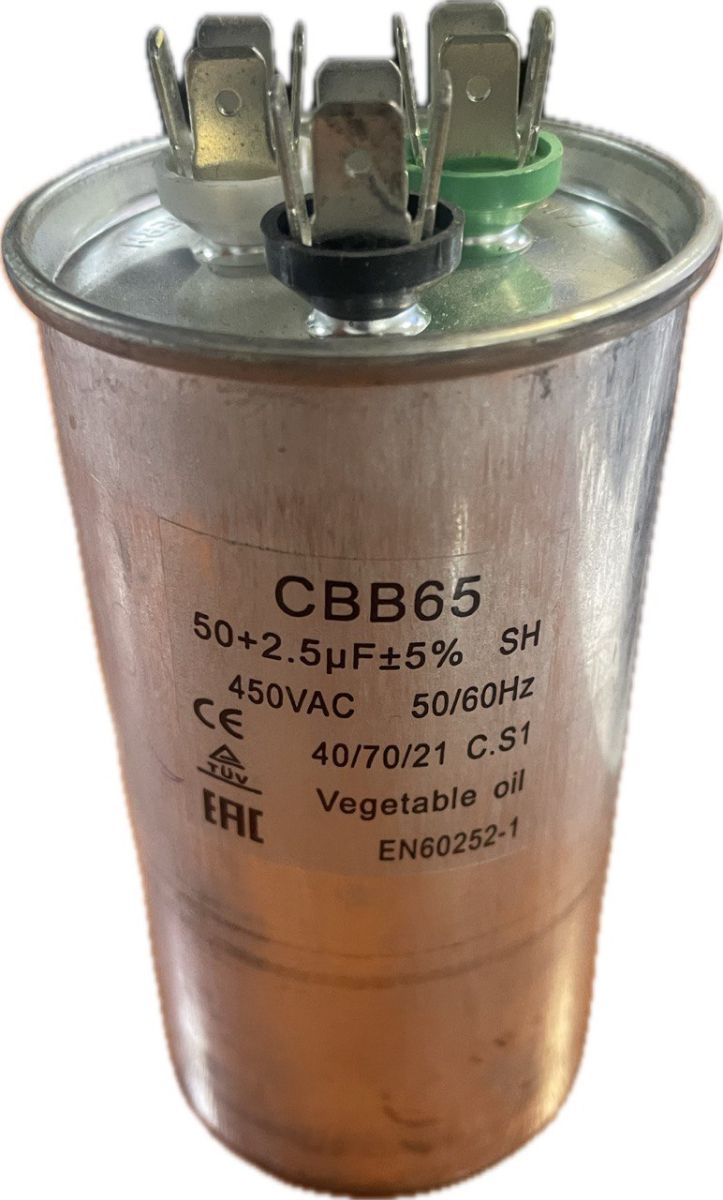 CBB65
50+2.5µF±5% SH
450VAC 50/60Hz
CE
40/70/21 C.S1
TÜV
Vegetable oil
EAC
EN60252-1